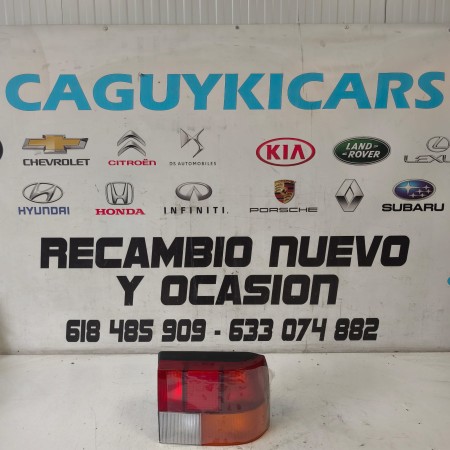 CAGUYKICARS
CHEVROLET
CITROËN
DS AUTOMOBILES
KIA
LAND ROVER
LEXUS
HYUNDAI
HONDA
INFINITI
PORSCHE
SUBARU
RECAMBIO NUEVO
Y OCASION
618 485 909 - 633 074 882